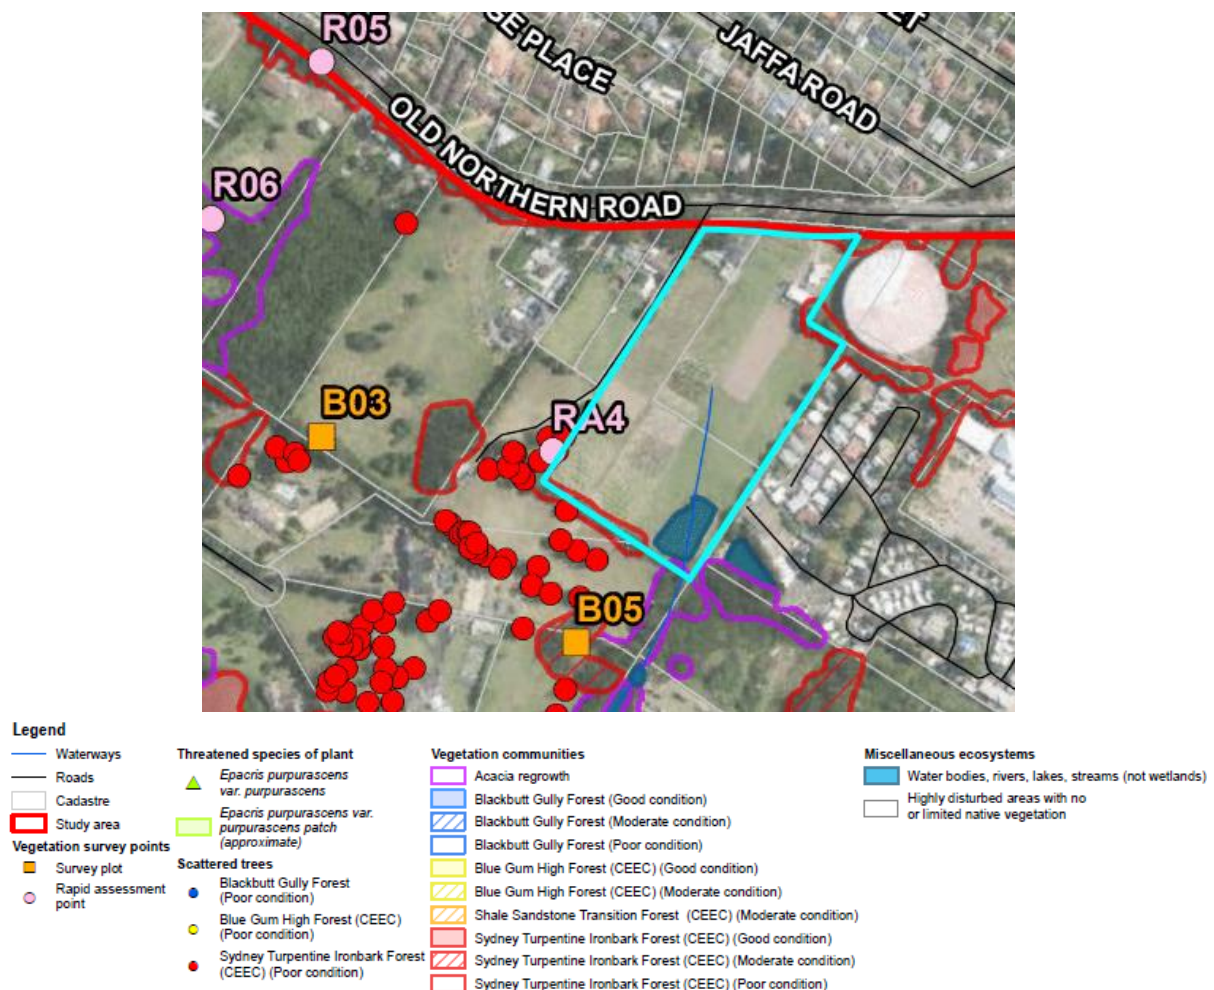 R05
GE PLACE
ET
JAFFA ROAD
OLD NORTHERN ROAD
R06
B03
RA4
B05
Legend
Waterways
Roads
Cadastre
Study area
Vegetation survey points
Survey plot
Rapid assessment
point
Threatened species of plant
Epacris purpurascens
var. purpurascens
Epacris purpurascens var.
purpurascens patch
(approximate)
Scattered trees
Blackbutt Gully Forest
(Poor condition)
Blue Gum High Forest (CEEC)
(Poor condition)
Sydney Turpentine Ironbark Forest
(CEEC) (Poor condition)
Vegetation communities
Acacia regrowth
Blackbutt Gully Forest (Good condition)
Blackbutt Gully Forest (Moderate condition)
Blackbutt Gully Forest (Poor condition)
Blue Gum High Forest (CEEC) (Good condition)
Blue Gum High Forest (CEEC) (Moderate condition)
Shale Sandstone Transition Forest (CEEC) (Moderate condition)
Sydney Turpentine Ironbark Forest (CEEC) (Good condition)
Sydney Turpentine Ironbark Forest (CEEC) (Moderate condition)
Sydney Turpentine Ironbark Forest (CEEC) (Poor condition)
Miscellaneous ecosystems
Water bodies, rivers, lakes, streams (not wetlands)
Highly disturbed areas with no
or limited native vegetation